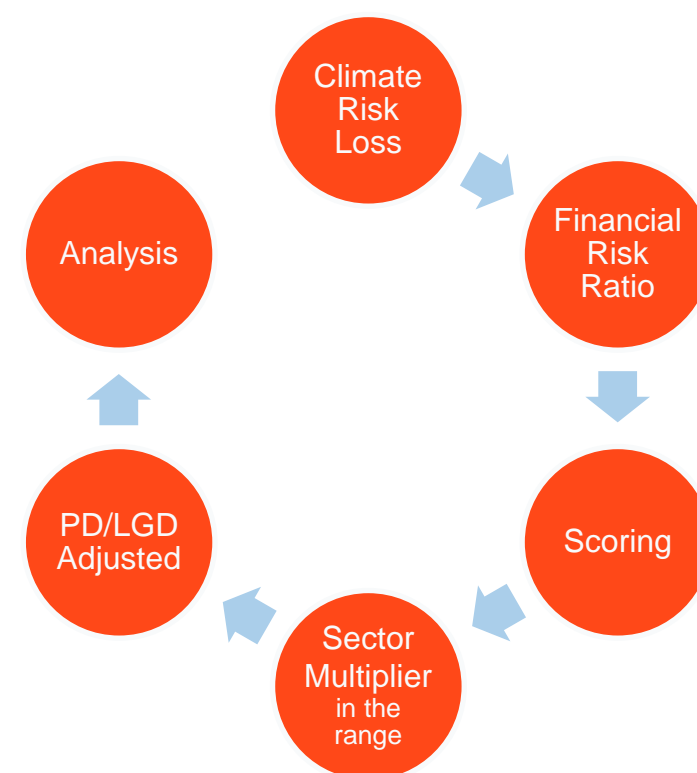 Climate
Risk
Loss
Financial
Risk
Ratio
Scoring
Sector
Multiplier
in the
range
PD/LGD
Adjusted
Analysis